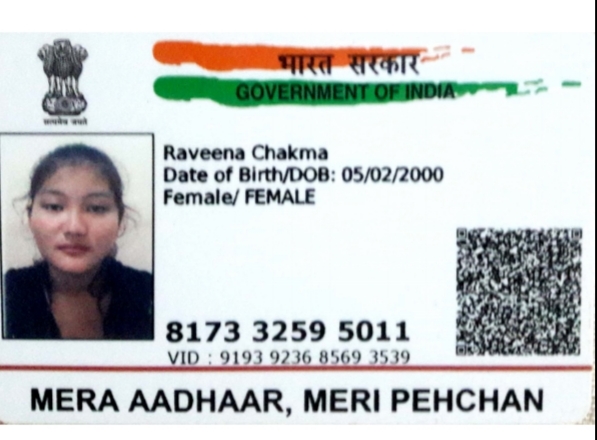 सत्यमेव जयते
भारत सरकार
GOVERNMENT OF INDIA
Raveena Chakma
Date of Birth/DOB: 05/02/2000
Female/ FEMALE
8173 3259 5011
VID : 9193 9236 8569 3539
MERA AADHAAR, MERI PEHCHAN